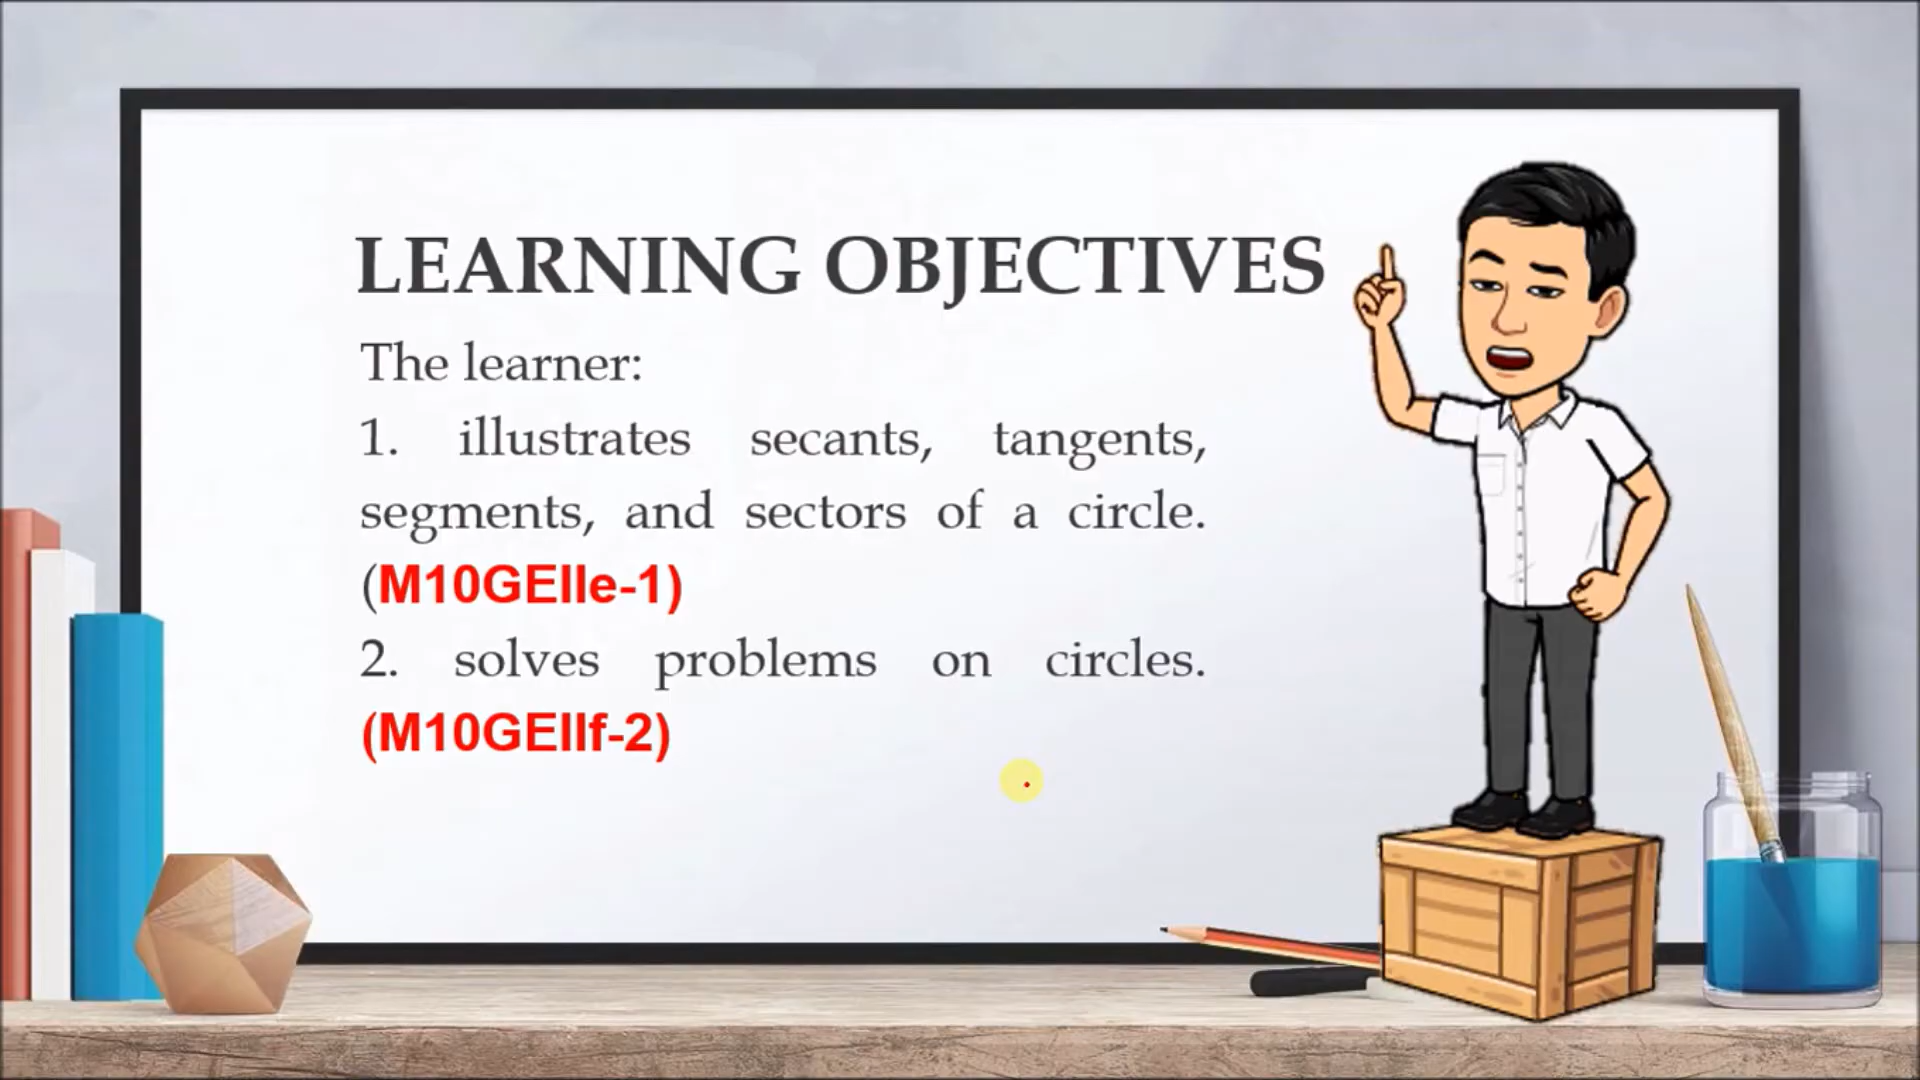 LEARNING OBJECTIVES
The learner:
1. illustrates secants, tangents,
segments, and sectors of a circle.
(M10GEIIe-1)
2. solves problems on circles.
(M10GEIIf-2)